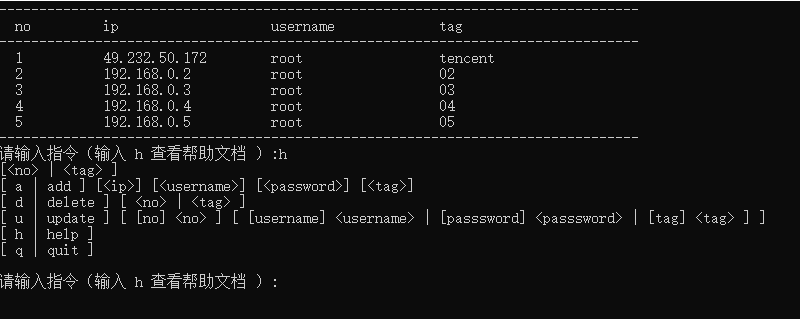 no ip username tag
1 49.232.50.172 root tencent
2 192.168.0.2 root 02
3 192.168.0.3 root 03
4 192.168.0.4 root 04
5 192.168.0.5 root 05
请输入指令（输入 h 查看帮助文档 ）:h
[<no> | <tag> ]
[ a | add ] [<ip>] [<username>] [<password>] [<tag>]
[ d | delete ] [ <no> | <tag> ]
[ u | update ] [ [no] <no> ] [ [username] <username> | [passsword] <passsword> | [tag] <tag> ] ]
[ h | help ]
[ q | quit ]
请输入指令（输入 h 查看帮助文档 ）: